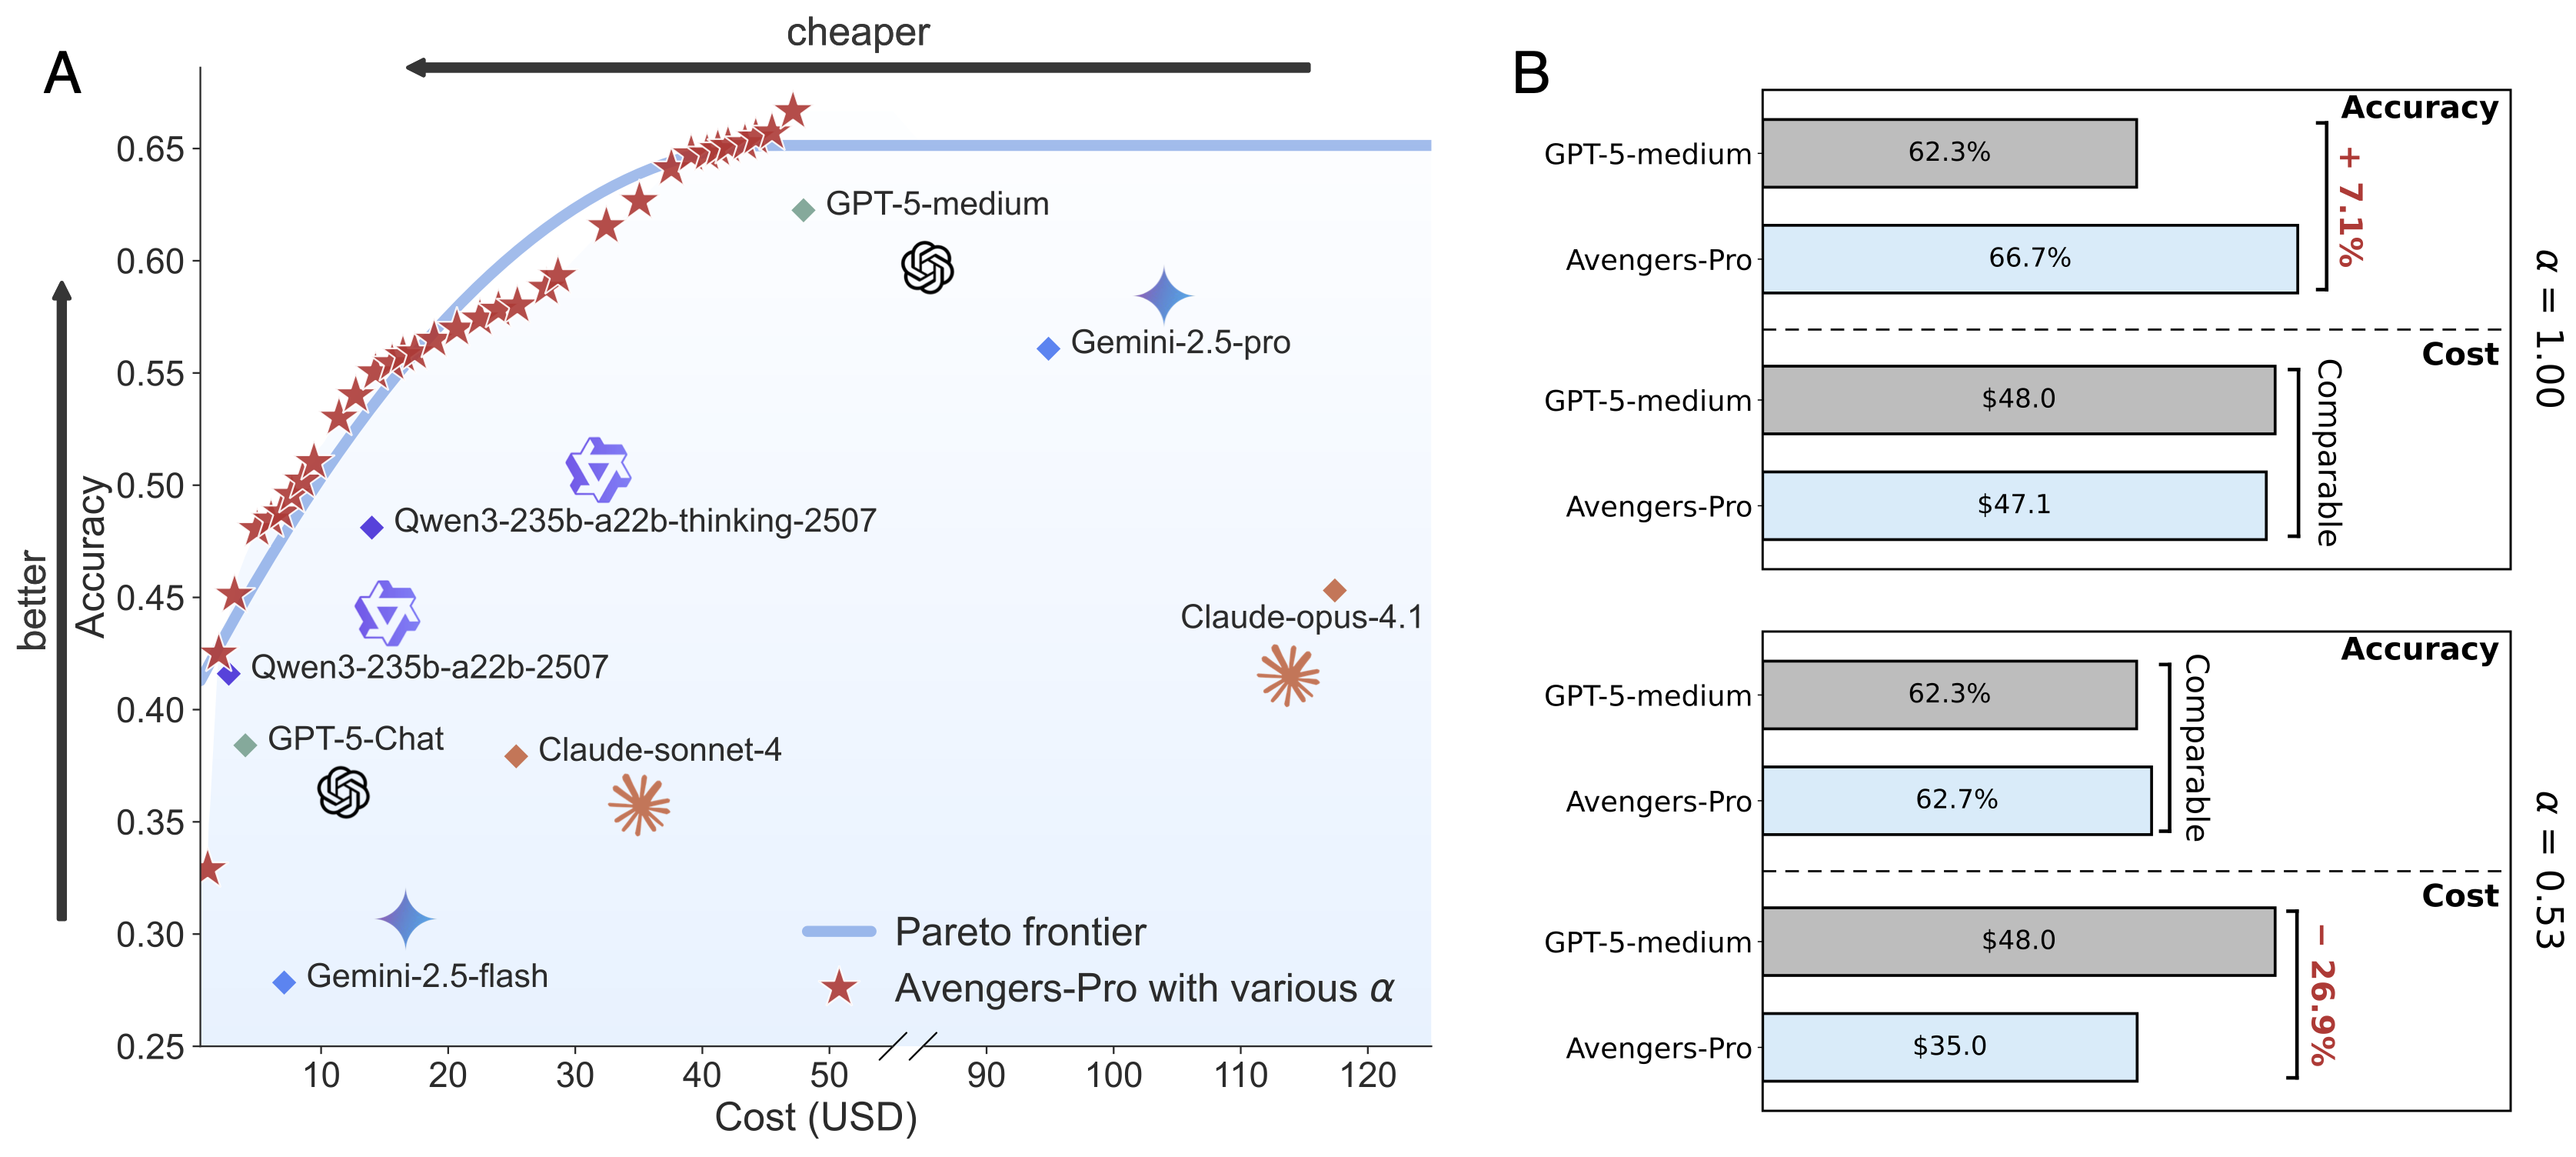 A
cheaper
better
Accuracy
0.65
0.60
0.55
0.50
0.45
0.40
0.35
0.30
0.25
GPT-5-medium
Gemini-2.5-pro
Qwen3-235b-a22b-thinking-2507
Claude-opus-4.1
Qwen3-235b-a22b-2507
GPT-5-Chat
Claude-sonnet-4
Gemini-2.5-flash
Pareto frontier
Avengers-Pro with various α
10 20 30 40 50 90 100 110 120
Cost (USD)
B
Accuracy
GPT-5-medium 62.3%
Avengers-Pro 66.7%
+ 7.1%
Cost
GPT-5-medium $48.0
Avengers-Pro $47.1
Comparable
α = 1.00
Accuracy
GPT-5-medium 62.3%
Avengers-Pro 62.7%
Comparable
Cost
GPT-5-medium $48.0
Avengers-Pro $35.0
− 26.9%
α = 0.53